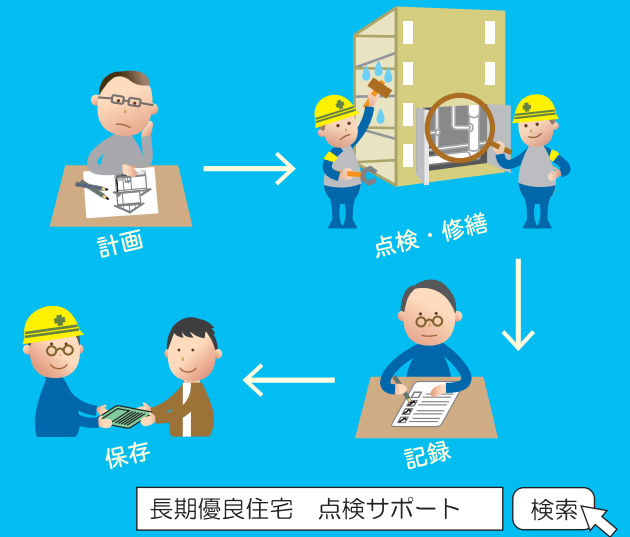 計画
点検・修繕
記録
保存
長期優良住宅　点検サポート
検索